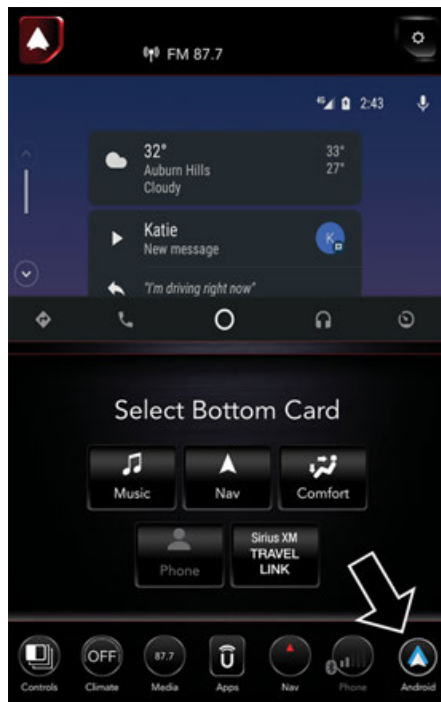 FM 87.7
4G 2:43
32° 33°
Auburn Hills 27°
Cloudy
Katie
New message
K
"I'm driving right now"
Select Bottom Card
Music Nav Comfort
Phone
Sirius XM
TRAVEL
LINK
OFF 87.7
Controls Climate Media Apps Nav Phone Android